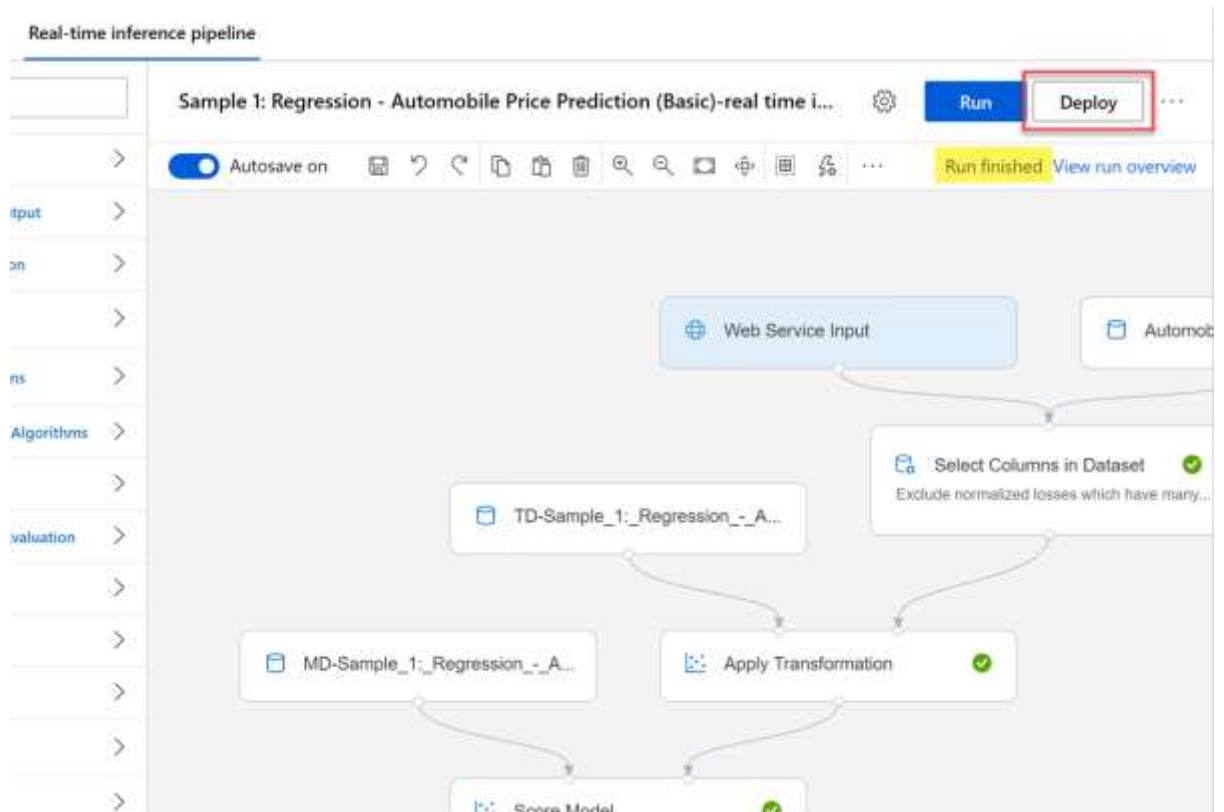 Real-time inference pipeline
Sample 1: Regression - Automobile Price Prediction (Basic)-real time i...
Run
Deploy
Autosave on
Run finished
View run overview
tput
on
ns
Algorithms
valuation
Web Service Input
Automob
Select Columns in Dataset
Exclude normalized losses which have many...
TD-Sample_1:_Regression_-_A...
MD-Sample_1:_Regression_-_A...
Apply Transformation
Score Model